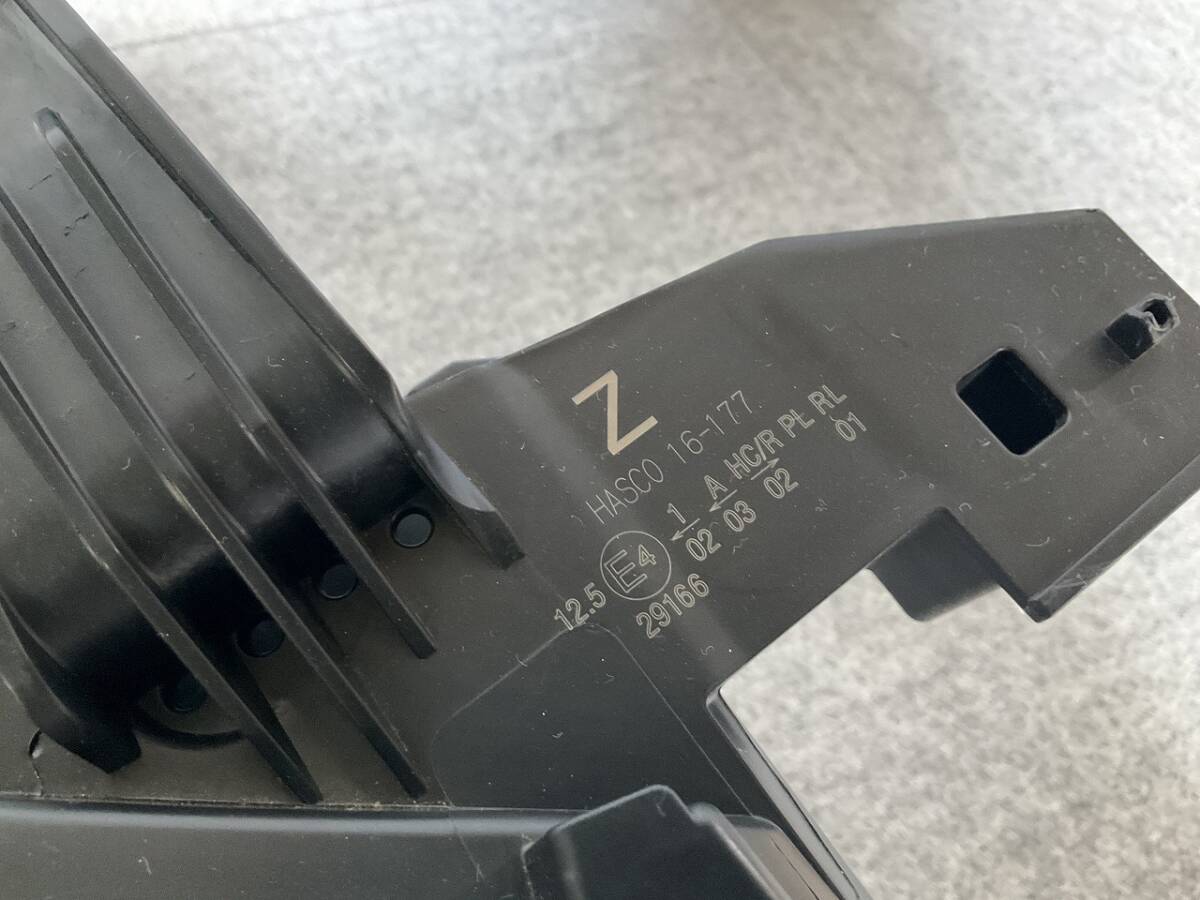 Z
HASCO 16-177
12.5 E4 1 A HC/R PL RL
02 03 02 01
29166